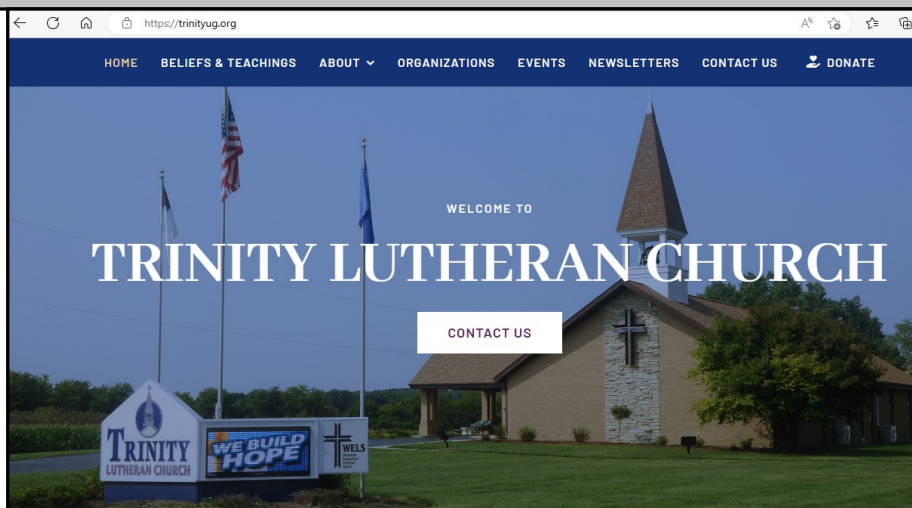 https://trinityug.org
HOME BELIEFS & TEACHINGS ABOUT ORGANIZATIONS EVENTS NEWSLETTERS CONTACT US DONATE
WELCOME TO
TRINITY LUTHERAN CHURCH
CONTACT US
TRINITY
LUTHERAN CHURCH
WE BUILD
HOPE
WELS